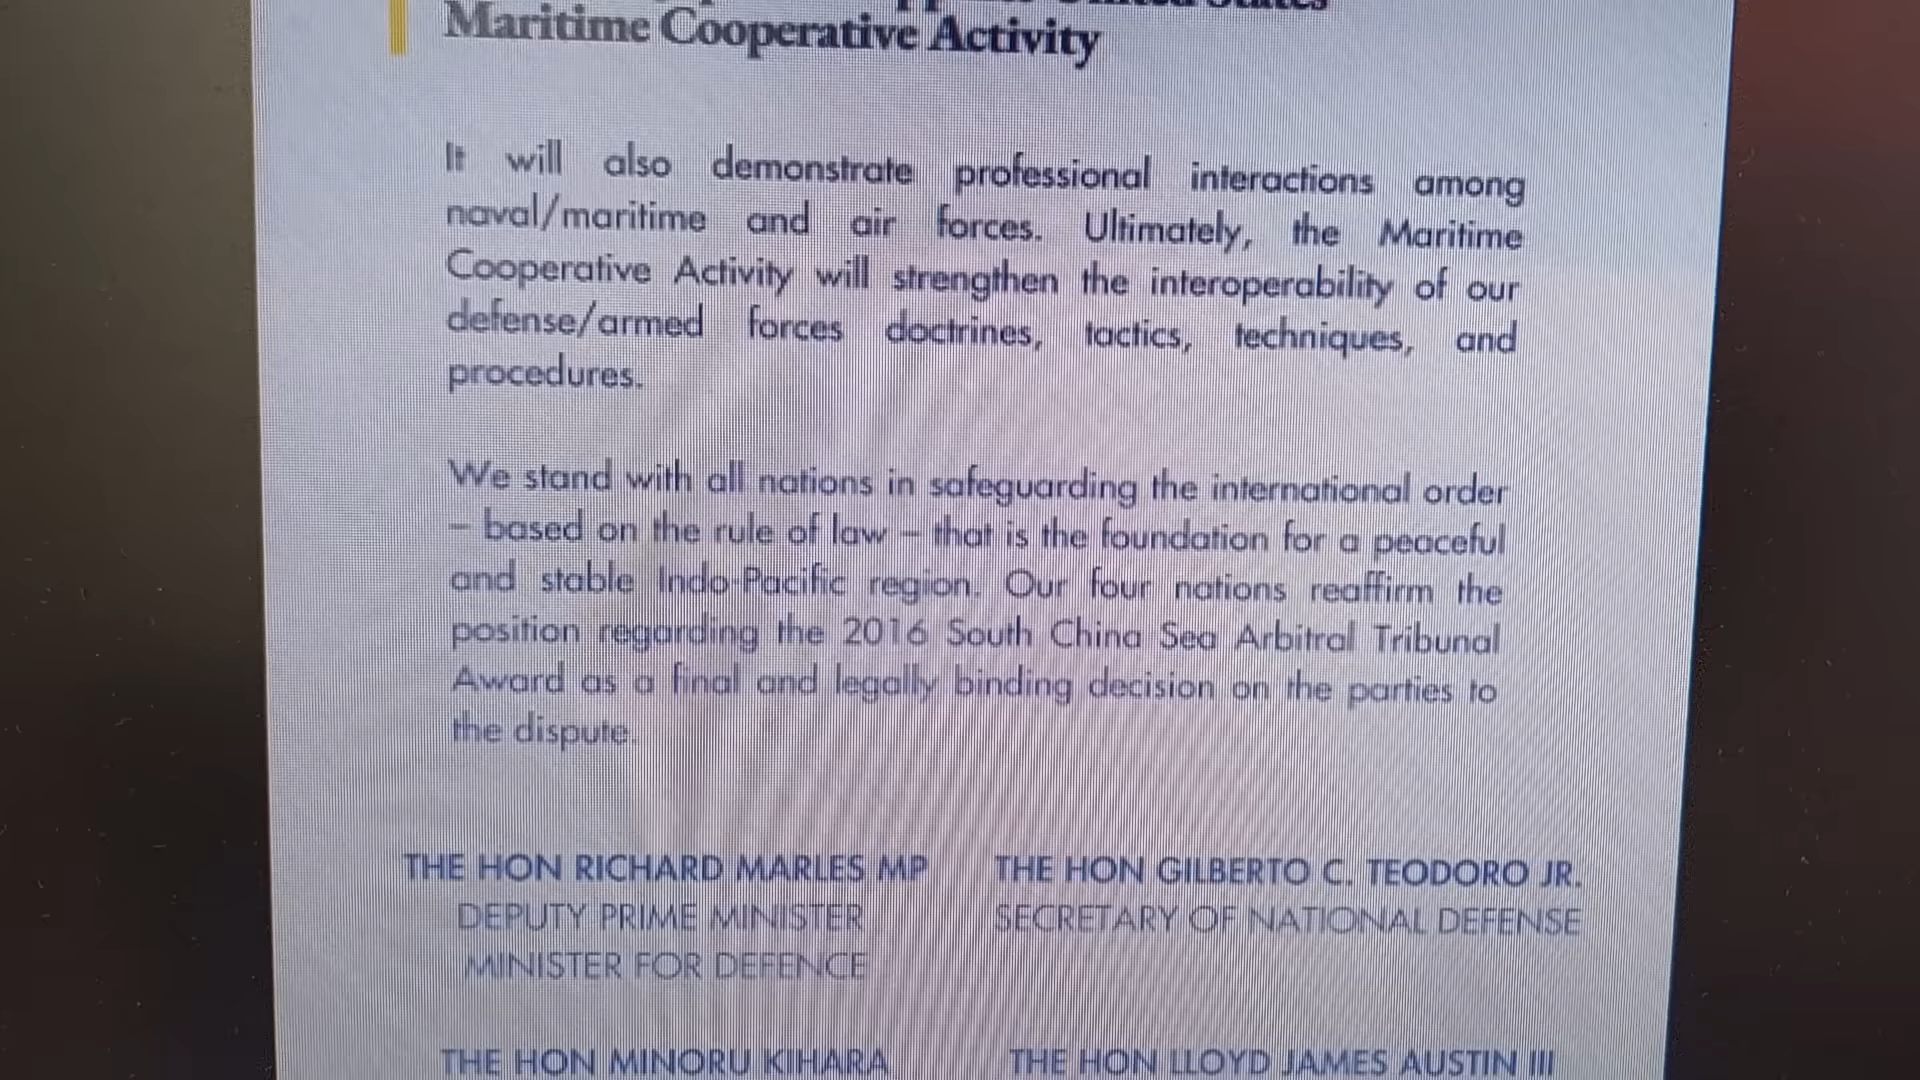 Maritime Cooperative Activity
It will also demonstrate professional interactions among
naval/maritime and air forces. Ultimately, the Maritime
Cooperative Activity will strengthen the interoperability of our
defense/armed forces doctrines, tactics, techniques, and
procedures.
We stand with all nations in safeguarding the international order
– based on the rule of law – that is the foundation for a peaceful
and stable Indo-Pacific region. Our four nations reaffirm the
position regarding the 2016 South China Sea Arbitral Tribunal
Award as a final and legally binding decision on the parties to
the dispute.
THE HON RICHARD MARLES MP
DEPUTY PRIME MINISTER
MINISTER FOR DEFENCE
THE HON GILBERTO C. TEODORO JR.
SECRETARY OF NATIONAL DEFENSE
THE HON MINORU KIHARA
THE HON LLOYD JAMES AUSTIN III